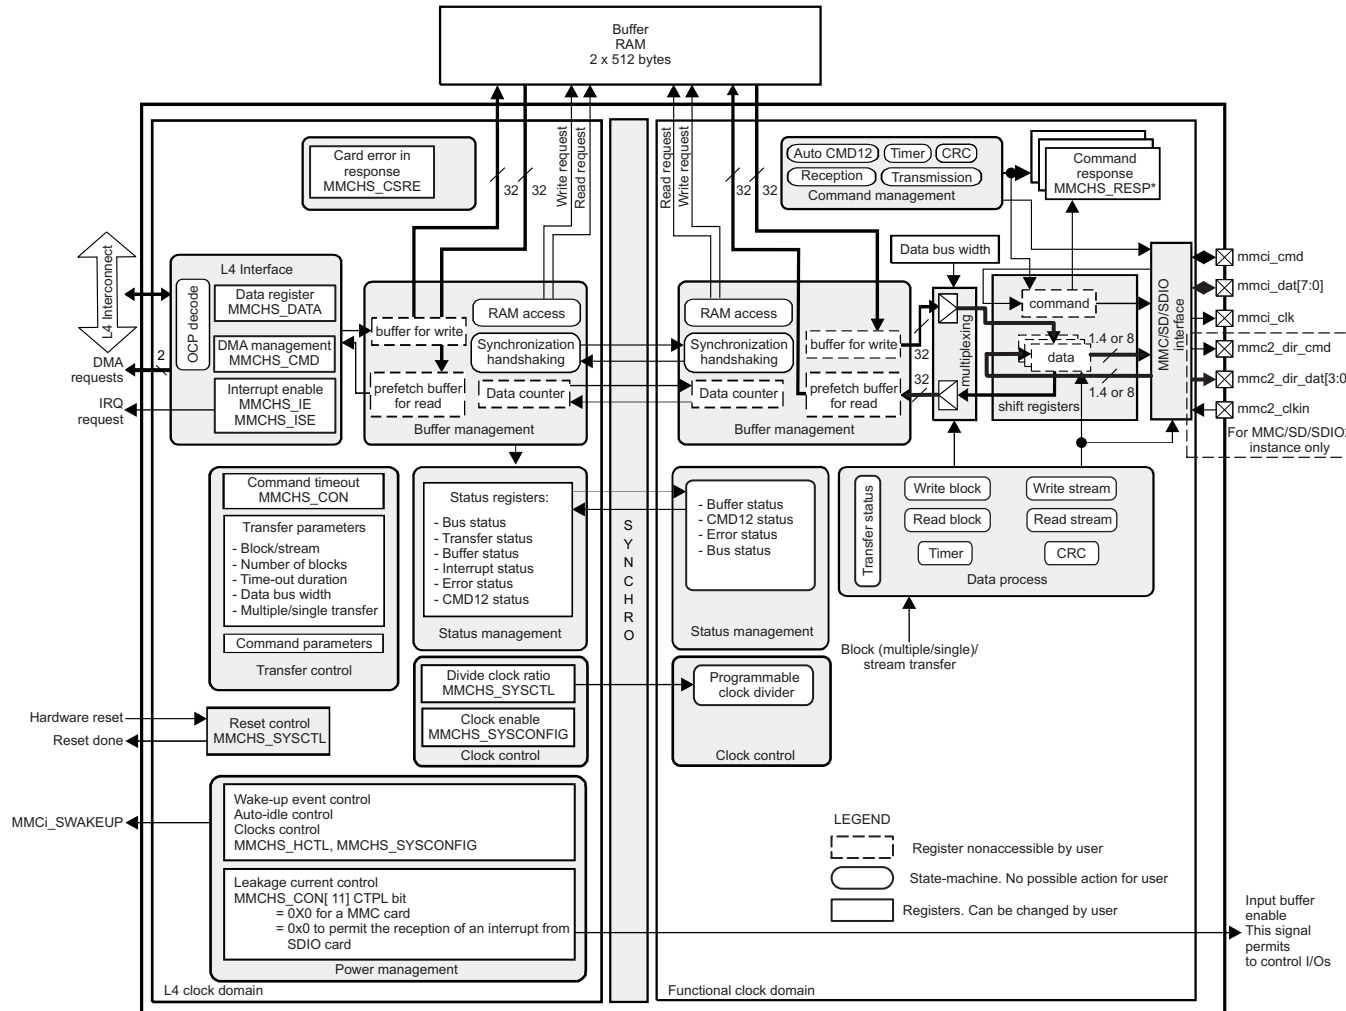 Buffer
RAM
2 x 512 bytes
Card error in
response
MMCHS_CSRE
32
32
Write request
Read request
Read request
Write request
32
32
Auto CMD12
Timer
CRC
Reception
Transmission
Command management
Command
response
MMCHS_RESP*
L4 Interconnect
DMA
requests
2
IRQ
request
L4 Interface
OCP decode
Data register
MMCHS_DATA
DMA management
MMCHS_CMD
Interrupt enable
MMCHS_IE
MMCHS_ISE
buffer for write
prefetch buffer
for read
RAM access
Synchronization
handshaking
Data counter
Buffer management
RAM access
Synchronization
handshaking
Data counter
buffer for write
prefetch buffer
for read
Buffer management
32
32
Data bus width
multiplexing
command
data
1.4 or 8
1.4 or 8
shift registers
MMC/SD/SDIO
interface
mmci_cmd
mmci_dat[7:0]
mmci_clk
mmc2_dir_cmd
mmc2_dir_dat[3:0
mmc2_clkin
For MMC/SD/SDIO2
instance only
Command timeout
MMCHS_CON
Transfer parameters
- Block/stream
- Number of blocks
- Time-out duration
- Data bus width
- Multiple/single transfer
Command parameters
Transfer control
Status registers:
- Bus status
- Transfer status
- Buffer status
- Interrupt status
- Error status
- CMD12 status
Status management
SYNCHRO
- Buffer status
- CMD12 status
- Error status
- Bus status
Status management
Transfer status
Write block
Write stream
Read block
Read stream
Timer
CRC
Data process
Block (multiple/single)/
stream transfer
Divide clock ratio
MMCHS_SYSCTL
Clock enable
MMCHS_SYSCONFIG
Clock control
Programmable
clock divider
Clock control
Hardware reset
Reset done
Reset control
MMCHS_SYSCTL
MMCi_SWAKEUP
Wake-up event control
Auto-idle control
Clocks control
MMCHS_HCTL, MMCHS_SYSCONFIG
Leakage current control
MMCHS_CON[ 11] CTPL bit
= 0X0 for a MMC card
= 0x0 to permit the reception of an interrupt from
SDIO card
Power management
LEGEND
Register nonaccessible by user
State-machine. No possible action for user
Registers. Can be changed by user
Input buffer
enable
This signal
permits
to control I/Os
L4 clock domain
Functional clock domain